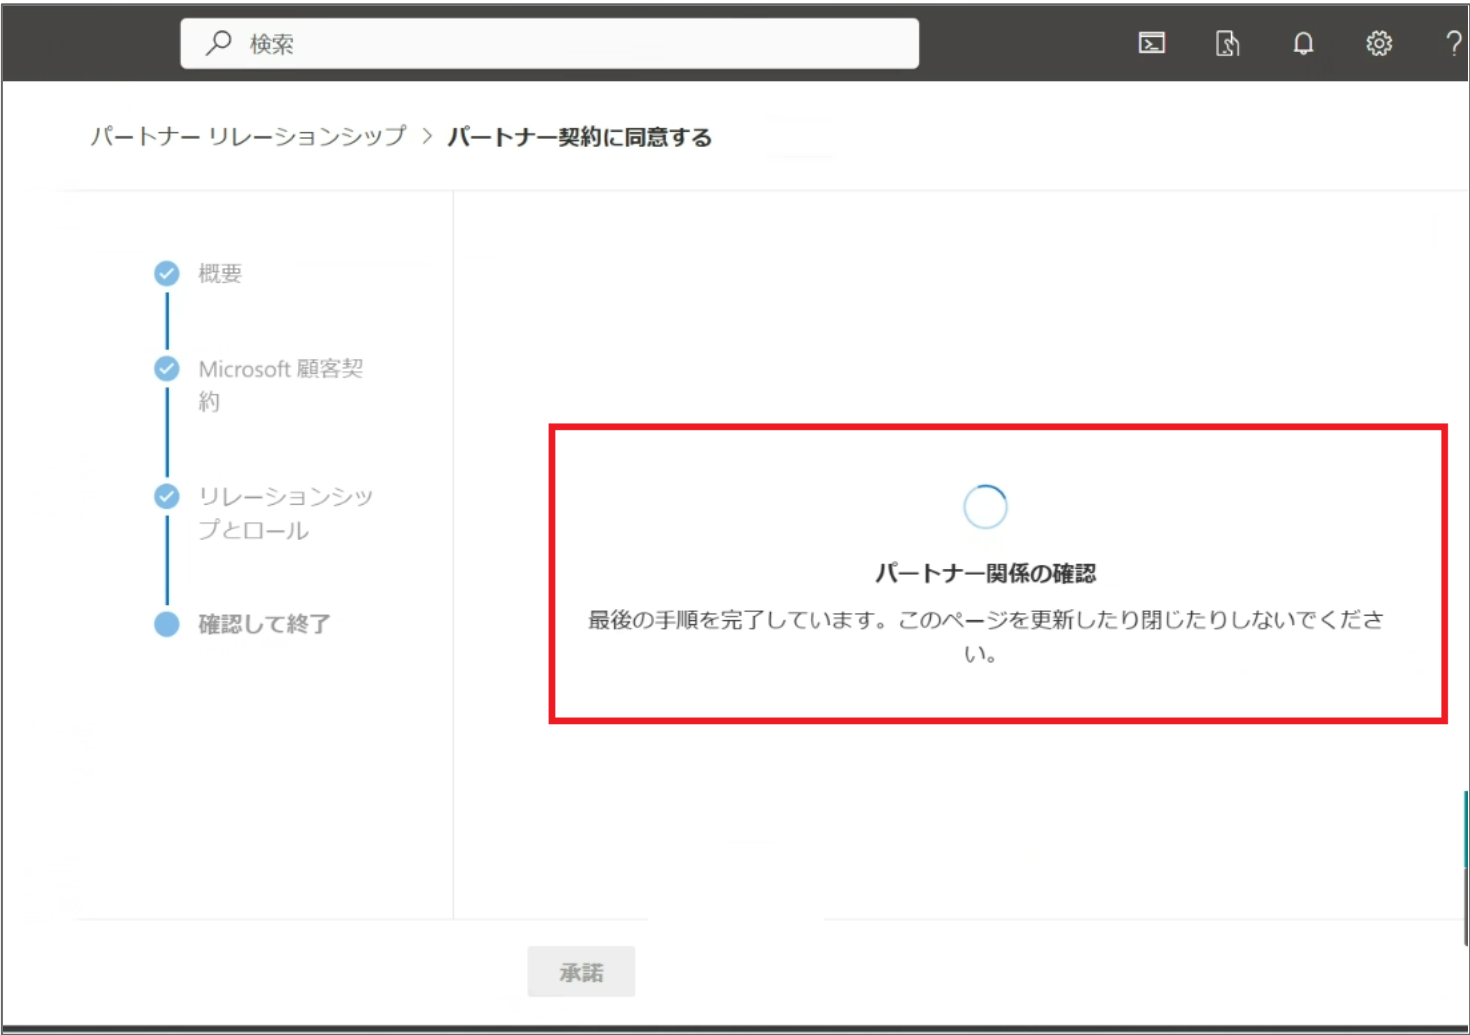 検索
パートナー リレーションシップ > パートナー契約に同意する
概要
Microsoft 顧客契
約
リレーションシッ
プとロール
確認して終了
パートナー関係の確認
最後の手順を完了しています。このページを更新したり閉じたりしないでくださ
い。
承諾